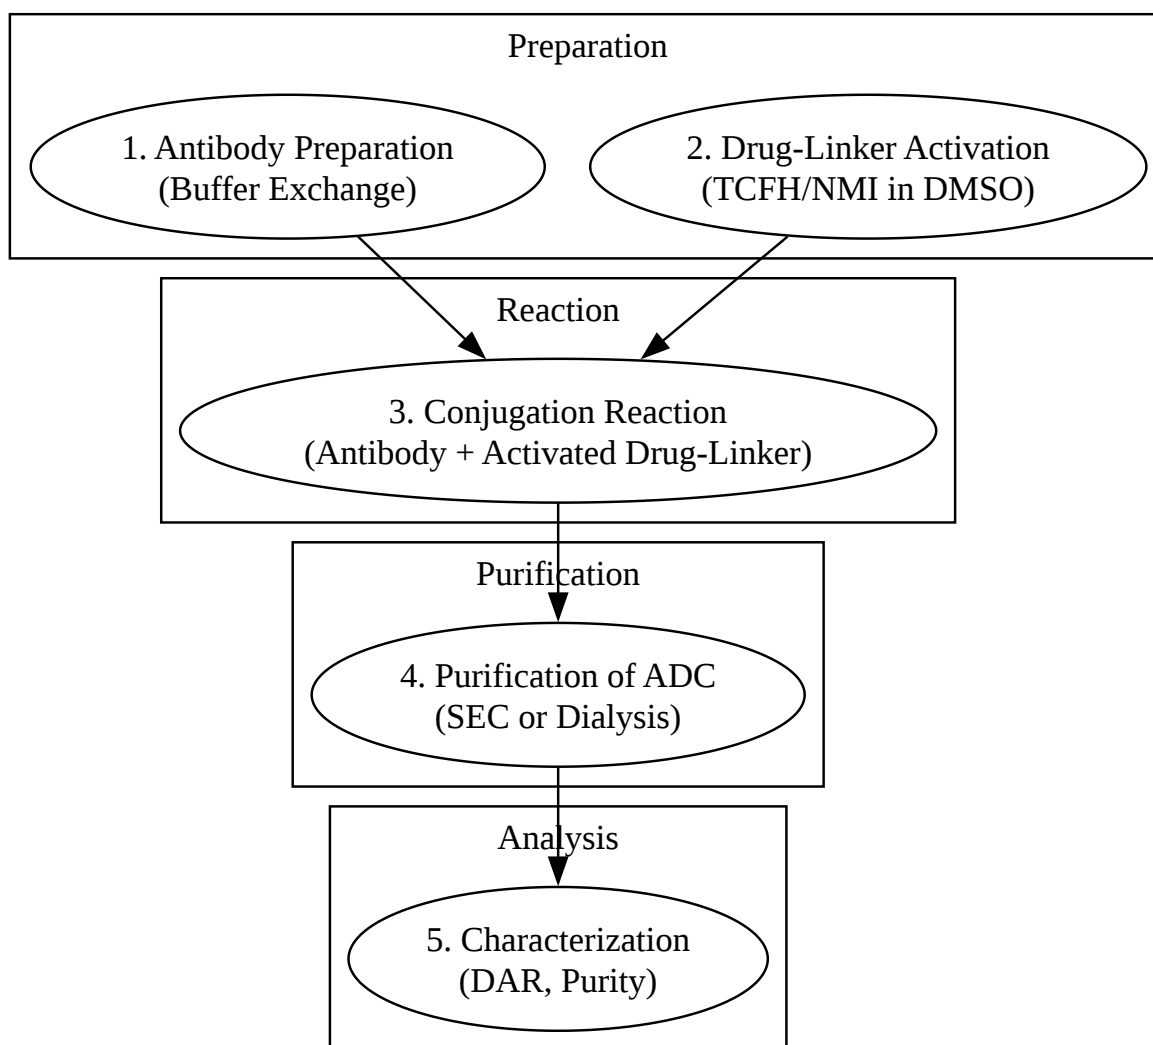 Preparation
1. Antibody Preparation
(Buffer Exchange)
2. Drug-Linker Activation
(TCFH/NMI in DMSO)
Reaction
3. Conjugation Reaction
(Antibody + Activated Drug-Linker)
Purification
4. Purification of ADC
(SEC or Dialysis)
Analysis
5. Characterization
(DAR, Purity)